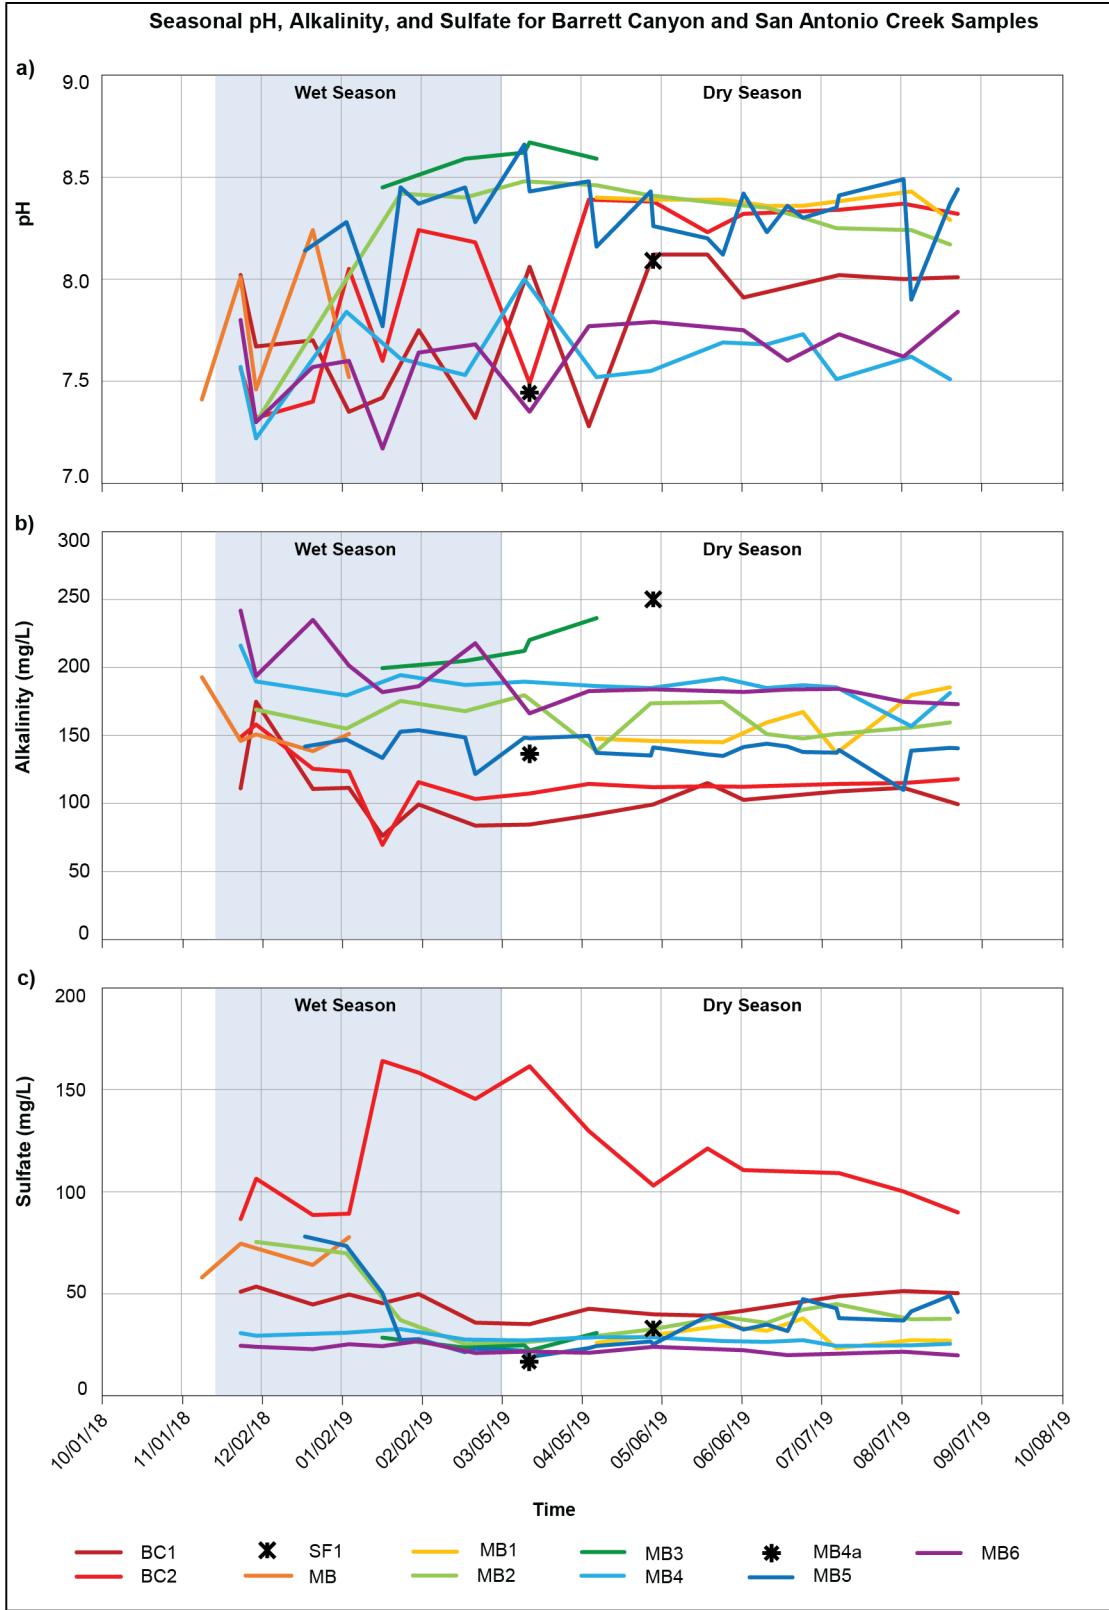 Seasonal pH, Alkalinity, and Sulfate for Barrett Canyon and San Antonio Creek Samples
a)
9.0
8.5
8.0
7.5
7.0
pH
Wet Season
Dry Season
b)
300
250
200
150
100
50
0
Alkalinity (mg/L)
Wet Season
Dry Season
c)
200
150
100
50
0
Sulfate (mg/L)
Wet Season
Dry Season
10/01/18
11/01/18
12/02/18
01/02/19
02/02/19
03/05/19
04/05/19
05/06/19
06/06/19
07/07/19
08/07/19
09/07/19
10/08/19
Time
BC1
SF1
MB1
MB3
MB4a
MB6
BC2
MB
MB2
MB4
MB5